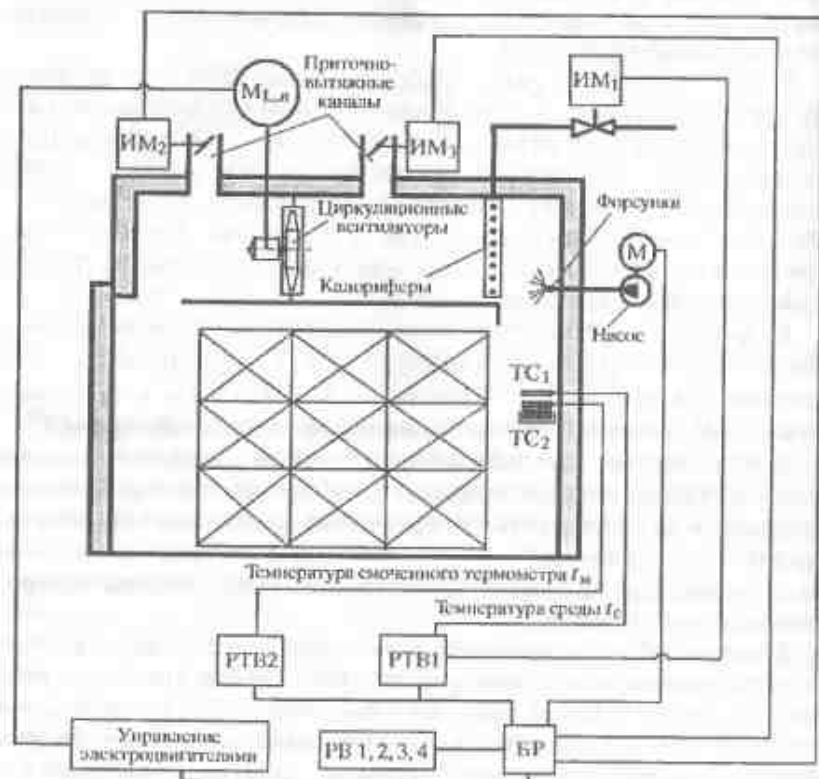 Приточно-
вытяжные
каналы
M1...n
ИМ1
ИМ2
ИМ3
Циркуляционные
вентиляторы
Форсунки
М
Калориферы
Насос
ТС1
ТС2
Температура смоченного термометра tм
Температура среды tс
РТВ2
РТВ1
Управление
электродвигателями
РВ 1, 2, 3, 4
БР